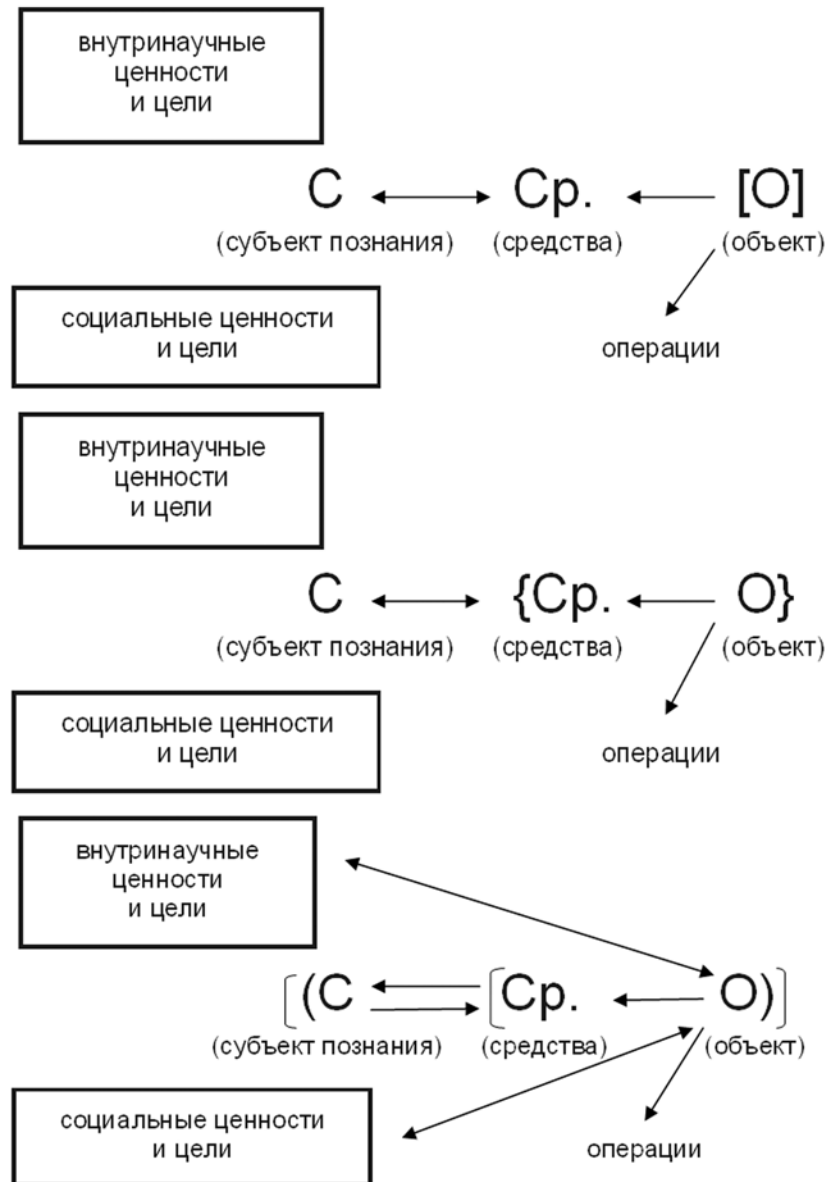 внутринаучные
ценности
и цели
С Ср. [О]
(субъект познания) (средства) (объект)
социальные ценности
и цели
операции
внутринаучные
ценности
и цели
С {Ср. О}
(субъект познания) (средства) (объект)
социальные ценности
и цели
операции
внутринаучные
ценности
и цели
[(С [Ср. О)]
(субъект познания) (средства) (объект)
социальные ценности
и цели
операции